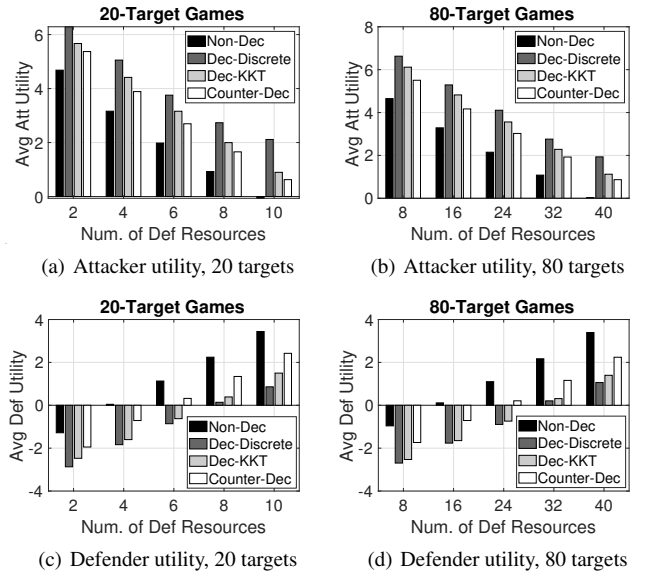 20-Target Games
Avg Att Utility
6
4
2
0
Non-Dec
Dec-Discrete
Dec-KKT
Counter-Dec
2 4 6 8 10
Num. of Def Resources
(a) Attacker utility, 20 targets
80-Target Games
Avg Att Utility
8
6
4
2
0
Non-Dec
Dec-Discrete
Dec-KKT
Counter-Dec
8 16 24 32 40
Num. of Def Resources
(b) Attacker utility, 80 targets
20-Target Games
Avg Def Utility
4
2
0
-2
-4
Non-Dec
Dec-Discrete
Dec-KKT
Counter-Dec
2 4 6 8 10
Num. of Def Resources
(c) Defender utility, 20 targets
80-Target Games
Avg Def Utility
4
2
0
-2
-4
Non-Dec
Dec-Discrete
Dec-KKT
Counter-Dec
8 16 24 32 40
Num. of Def Resources
(d) Defender utility, 80 targets